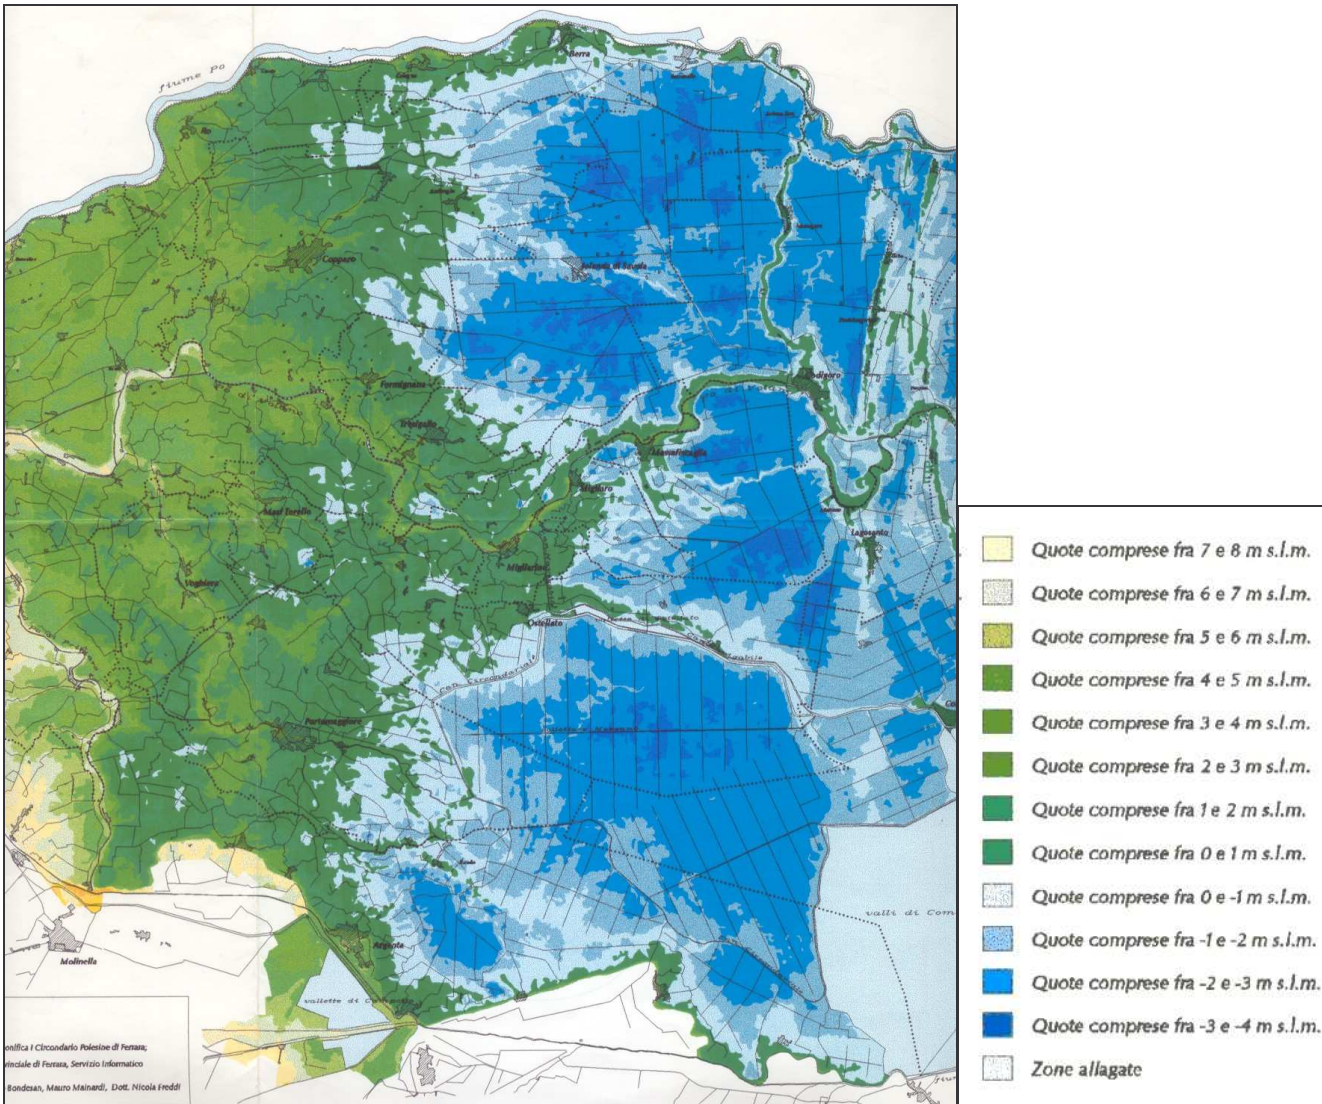 fiume Po
Berra
Ro
Copparo
Jolanda di Savoia
Formignana
Tresigallo
Codigoro
Massafiscaglia
Migliaro
Masi Torello
Lagosanto
Voghiera
Migliarino
Ostellato
Can. Circondariale
Portomaggiore
valli di Com
Argenta
Molinella
vallette di
onifica I Circondario Polesine di Ferrara;
vinciale di Ferrara, Servizio Informatico
Bondesan, Mauro Mainardi, Dott. Nicola Freddi
Quote comprese fra 7 e 8 m s.l.m.
Quote comprese fra 6 e 7 m s.l.m.
Quote comprese fra 5 e 6 m s.l.m.
Quote comprese fra 4 e 5 m s.l.m.
Quote comprese fra 3 e 4 m s.l.m.
Quote comprese fra 2 e 3 m s.l.m.
Quote comprese fra 1 e 2 m s.l.m.
Quote comprese fra 0 e 1 m s.l.m.
Quote comprese fra 0 e -1 m s.l.m.
Quote comprese fra -1 e -2 m s.l.m.
Quote comprese fra -2 e -3 m s.l.m.
Quote comprese fra -3 e -4 m s.l.m.
Zone allagate